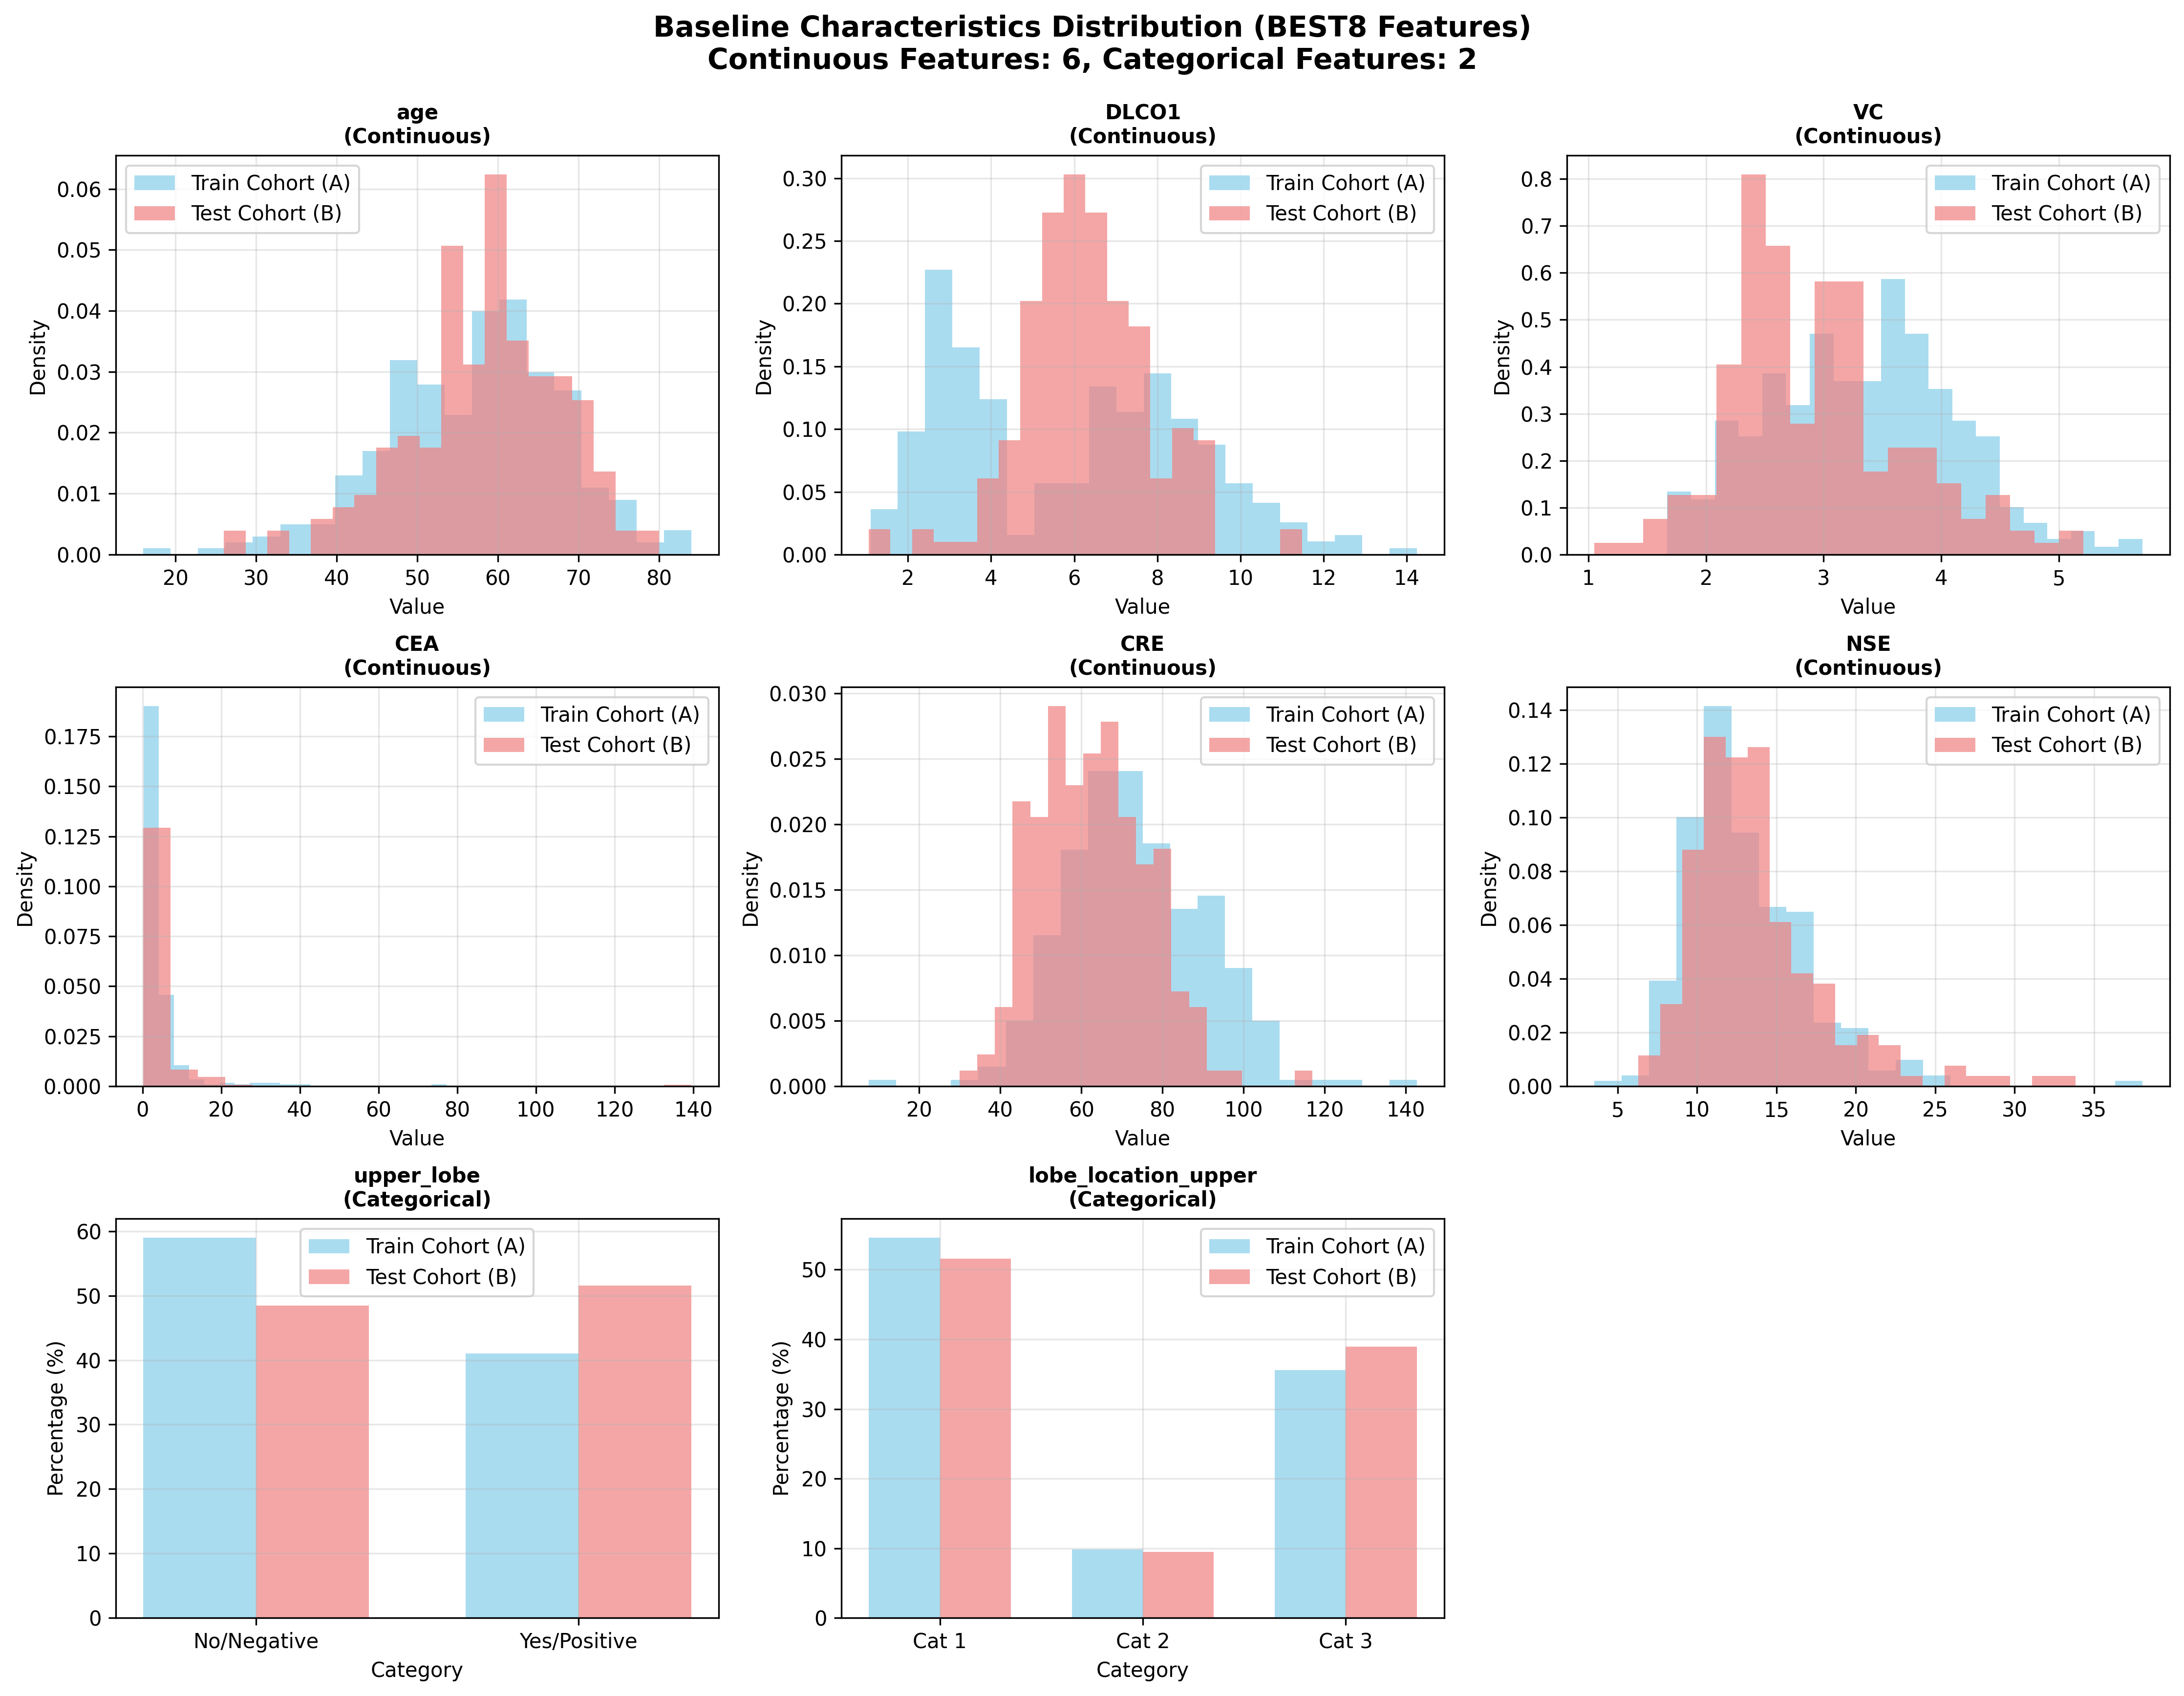 Baseline Characteristics Distribution (BEST8 Features)
Continuous Features: 6, Categorical Features: 2
age
(Continuous)
Train Cohort (A)
Test Cohort (B)
0.06
0.05
0.04
0.03
0.02
0.01
0.00
Density
20 30 40 50 60 70 80
Value
DLCO1
(Continuous)
Train Cohort (A)
Test Cohort (B)
0.30
0.25
0.20
0.15
0.10
0.05
0.00
Density
2 4 6 8 10 12 14
Value
VC
(Continuous)
Train Cohort (A)
Test Cohort (B)
0.8
0.7
0.6
0.5
0.4
0.3
0.2
0.1
0.0
Density
1 2 3 4 5
Value
CEA
(Continuous)
Train Cohort (A)
Test Cohort (B)
0.175
0.150
0.125
0.100
0.075
0.050
0.025
0.000
Density
0 20 40 60 80 100 120 140
Value
CRE
(Continuous)
Train Cohort (A)
Test Cohort (B)
0.030
0.025
0.020
0.015
0.010
0.005
0.000
Density
20 40 60 80 100 120 140
Value
NSE
(Continuous)
Train Cohort (A)
Test Cohort (B)
0.14
0.12
0.10
0.08
0.06
0.04
0.02
0.00
Density
5 10 15 20 25 30 35
Value
upper_lobe
(Categorical)
Train Cohort (A)
Test Cohort (B)
60
50
40
30
20
10
0
Percentage (%)
No/Negative Yes/Positive
Category
lobe_location_upper
(Categorical)
Train Cohort (A)
Test Cohort (B)
50
40
30
20
10
0
Percentage (%)
Cat 1 Cat 2 Cat 3
Category